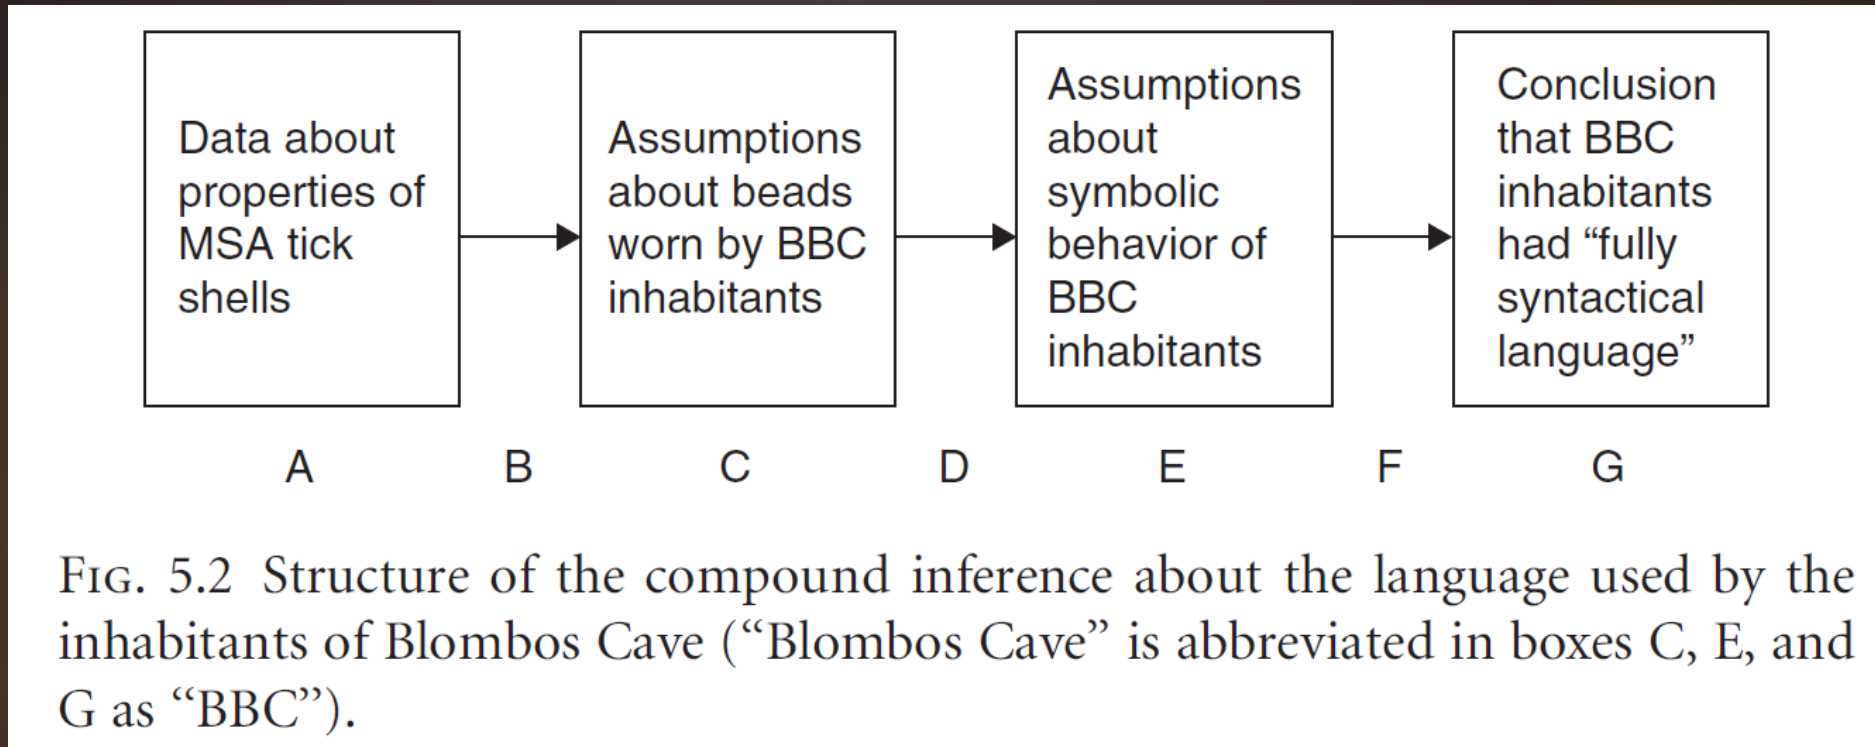 Data about
properties of
MSA tick
shells
Assumptions
about beads
worn by BBC
inhabitants
Assumptions
about
symbolic
behavior of
BBC
inhabitants
Conclusion
that BBC
inhabitants
had “fully
syntactical
language”
A B C D E F G
FIG. 5.2 Structure of the compound inference about the language used by the
inhabitants of Blombos Cave (“Blombos Cave” is abbreviated in boxes C, E, and
G as “BBC”).